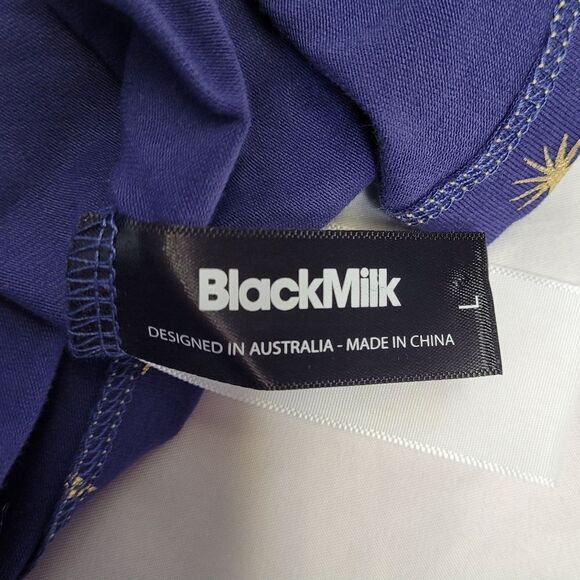 BlackMilk
DESIGNED IN AUSTRALIA - MADE IN CHINA
L